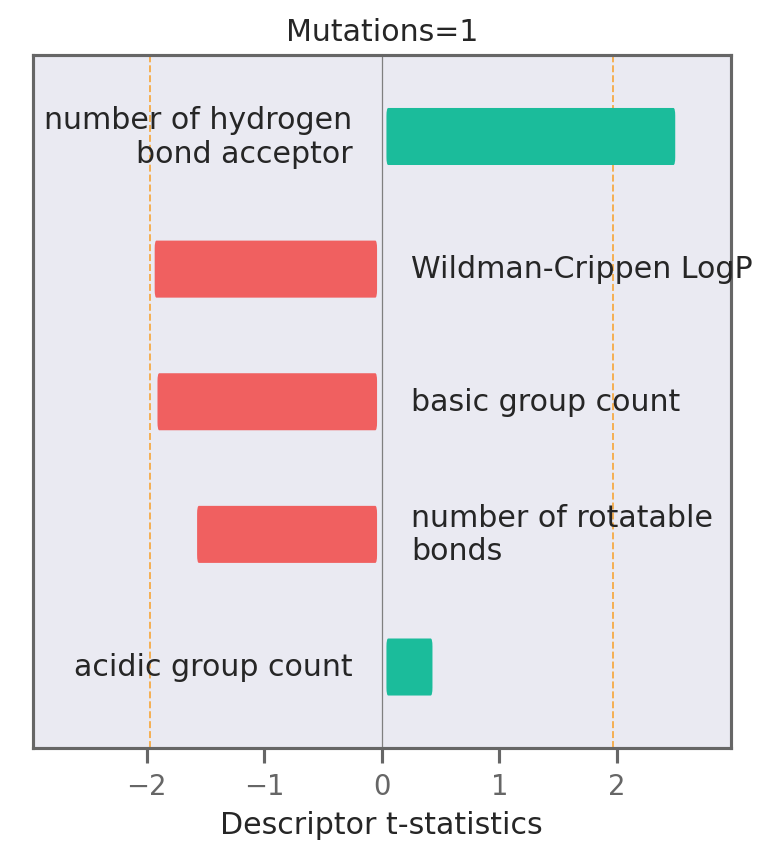 Mutations=1
number of hydrogen
bond acceptor
Wildman-Crippen LogP
basic group count
number of rotatable
bonds
acidic group count
−2 −1 0 1 2
Descriptor t-statistics